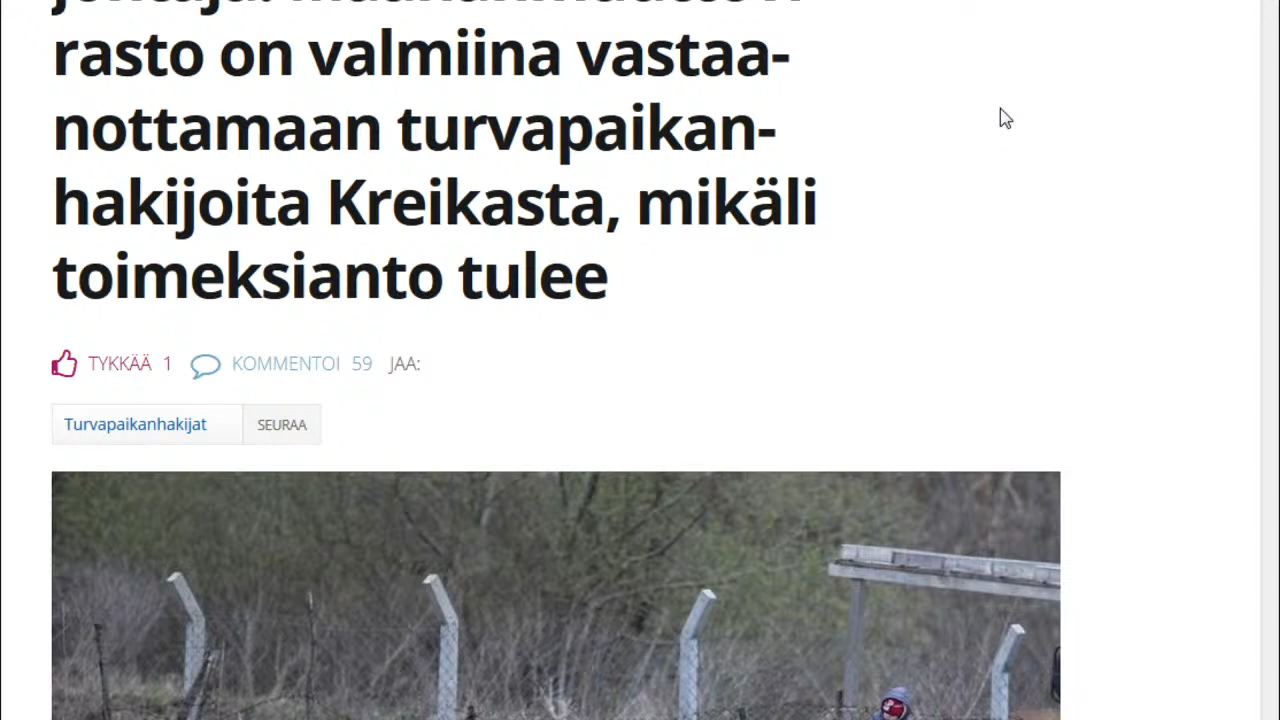 rasto on valmiina vastaa-
nottamaan turvapaikan-
hakijoita Kreikasta, mikäli
toimeksianto tulee
TYKKÄÄ 1 KOMMENTOI 59 JAA:
Turvapaikanhakijat SEURAA